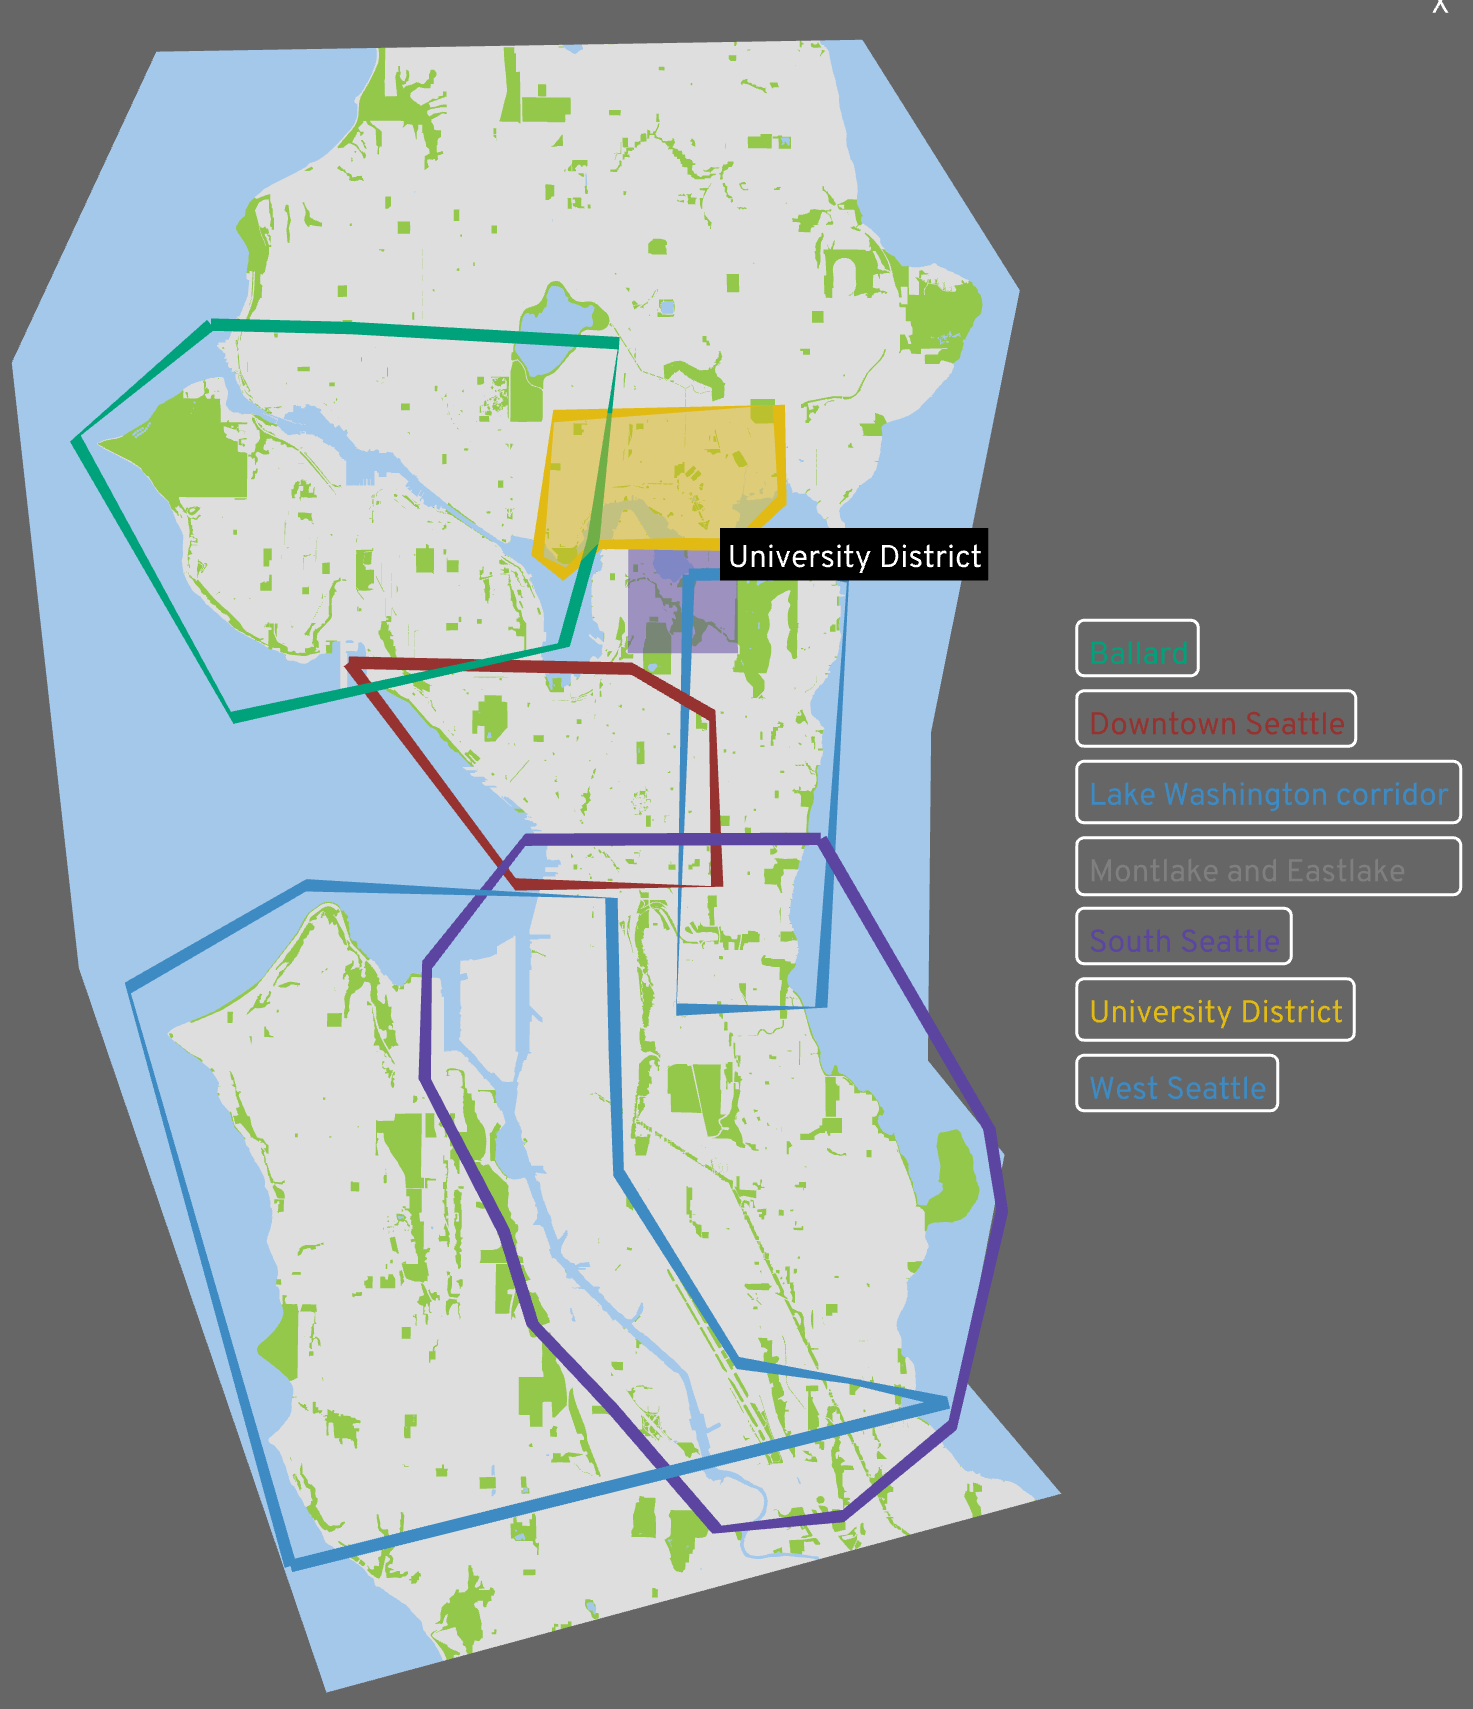 X
University District
Ballard
Downtown Seattle
Lake Washington corridor
Montlake and Eastlake
South Seattle
University District
West Seattle